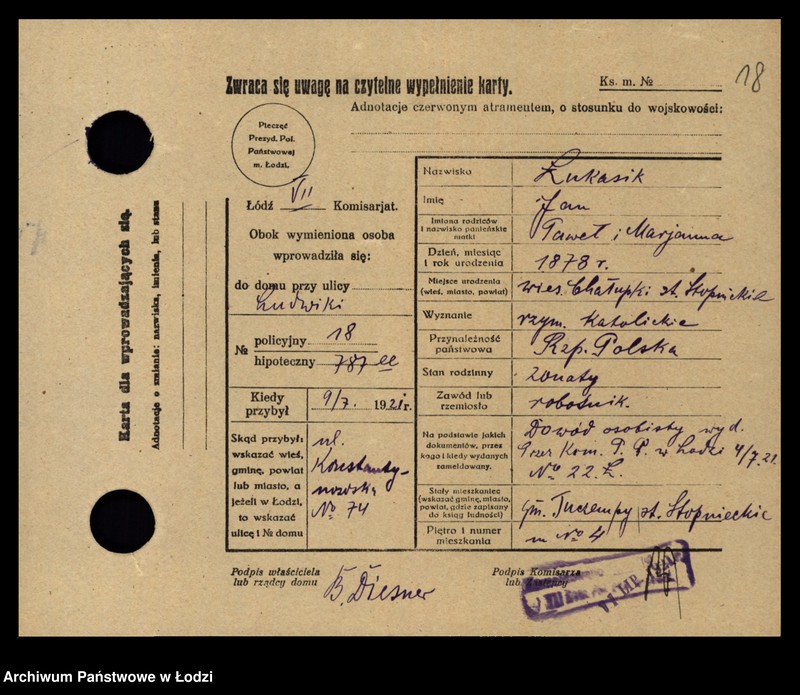 18
Zwraca się uwagę na czytelne wypełnienie karty.
Ks. m. №
Adnotacje czerwonym atramentem, o stosunku do wojskowości:
Pieczęć
Prezyd. Pol.
Państwowej
m. Łodzi.
Karta dla wprowadzających się.
Adnotacje o zmianie: nazwiska, imienia, lub stanu
Łódź VII Komisarjat.
Obok wymieniona osoba
wprowadziła się:
do domu przy ulicy
Ludwiki
№ policyjny 18
hipoteczny 787 ee
Kiedy przybył 9/7. 1921 r.
Skąd przybył:
wskazać wieś,
gminę, powiat
lub miasto, a
jeżeli w Łodzi,
to wskazać
ulicę i № domu
ul.
Konstanty-
nowska
№ 74
Nazwisko Łukasik
Imię Jan
Imiona rodziców
i nazwisko panieńskie
matki
Paweł i Marjanna
Dzień, miesiąc
i rok urodzenia
1878 r.
Miejsce urodzenia
(wieś, miasto, powiat)
wieś Chałupki st. Stopnickie
Wyznanie rzym. Katolickie
Przynależność
państwowa
Rzp. Polska
Stan rodzinny żonaty
Zawód lub
rzemiosło
robotnik.
Na podstawie jakich
dokumentów, przez
kogo i kiedy wydanych
zameldowany.
Dowód osobisty wyd.
przez Kom. P. P. w Łodzi 4/7.21.
№ 22. Ł.
Stały mieszkaniec
(wskazać gminę, miasto,
powiat, gdzie zapisany
do ksiąg ludności)
gm. Tuczempy st. Stopnickie
Piętro i numer
mieszkania
m № 4
Podpis właściciela
lub rządcy domu
B. Diesner
Podpis Komisarza
lub Zastępcy
Archiwum Państwowe w Łodzi